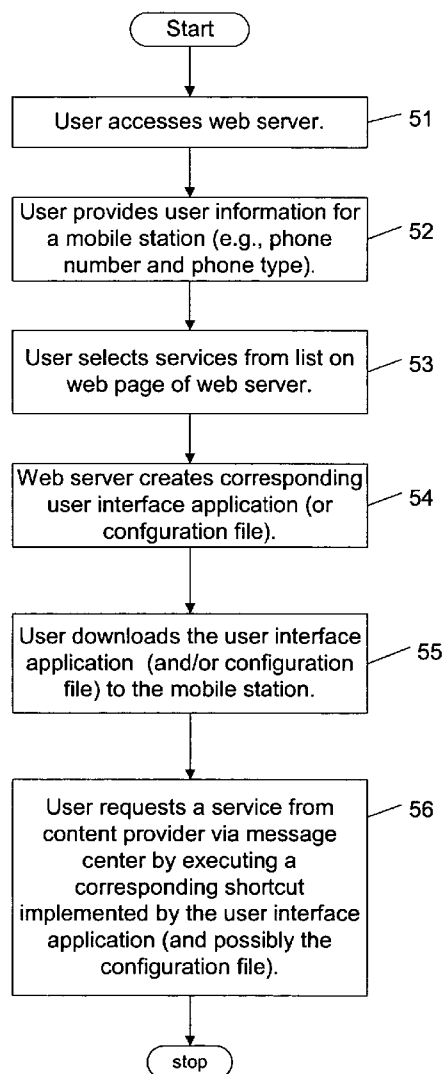 Start
User accesses web server.
51
User provides user information for
a mobile station (e.g., phone
number and phone type).
52
User selects services from list on
web page of web server.
53
Web server creates corresponding
user interface application (or
confguration file).
54
User downloads the user interface
application (and/or configuration
file) to the mobile station.
55
User requests a service from
content provider via message
center by executing a
corresponding shortcut
implemented by the user interface
application (and possibly the
configuration file).
56
stop